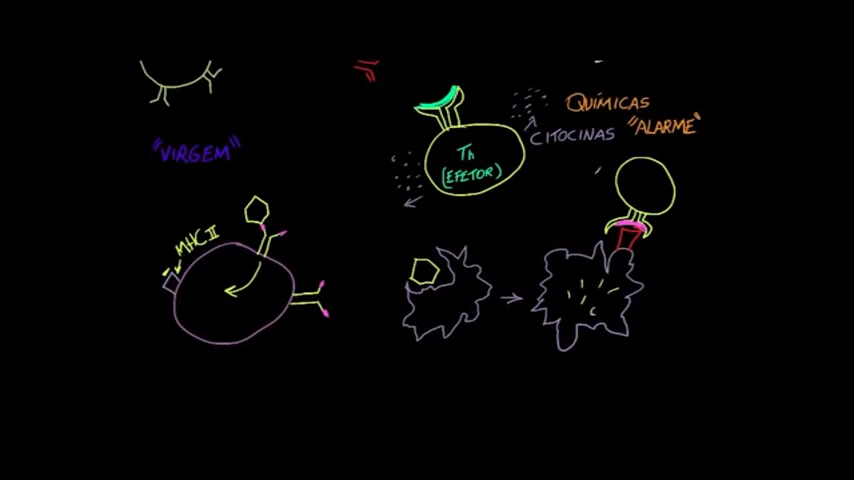 QUÍMICAS
"ALARME"
CITOCINAS
"VIRGEM"
Th
(EFETOR)
MHC II